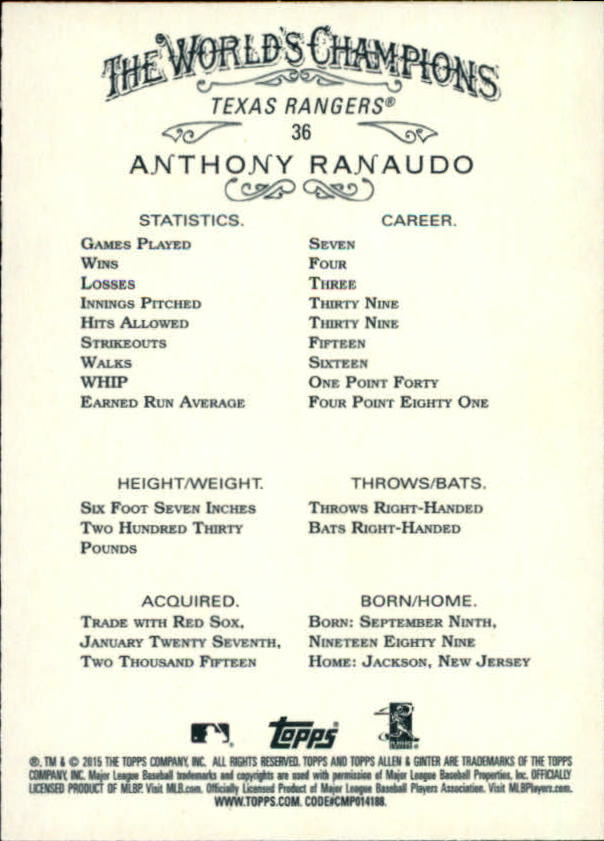 THE WORLD'S CHAMPIONS
TEXAS RANGERS®
36
ANTHONY RANAUDO
STATISTICS. CAREER.
GAMES PLAYED SEVEN
WINS FOUR
LOSSES THREE
INNINGS PITCHED THIRTY NINE
HITS ALLOWED THIRTY NINE
STRIKEOUTS FIFTEEN
WALKS SIXTEEN
WHIP ONE POINT FORTY
EARNED RUN AVERAGE FOUR POINT EIGHTY ONE
HEIGHT/WEIGHT.
SIX FOOT SEVEN INCHES
TWO HUNDRED THIRTY
POUNDS
THROWS/BATS.
THROWS RIGHT-HANDED
BATS RIGHT-HANDED
ACQUIRED.
TRADE WITH RED SOX,
JANUARY TWENTY SEVENTH,
TWO THOUSAND FIFTEEN
BORN/HOME.
BORN: SEPTEMBER NINTH,
NINETEEN EIGHTY NINE
HOME: JACKSON, NEW JERSEY
topps®
®, TM & © 2015 THE TOPPS COMPANY, INC. ALL RIGHTS RESERVED. TOPPS AND TOPPS ALLEN & GINTER ARE TRADEMARKS OF THE TOPPS
COMPANY, INC. Major League Baseball trademarks and copyrights are used with permission of Major League Baseball Properties, Inc. OFFICIALLY
LICENSED PRODUCT OF MLBP. Visit MLB.com. Officially Licensed Product of Major League Baseball Players Association. Visit MLBPlayers.com.
WWW.TOPPS.COM. CODE#CMP014188.